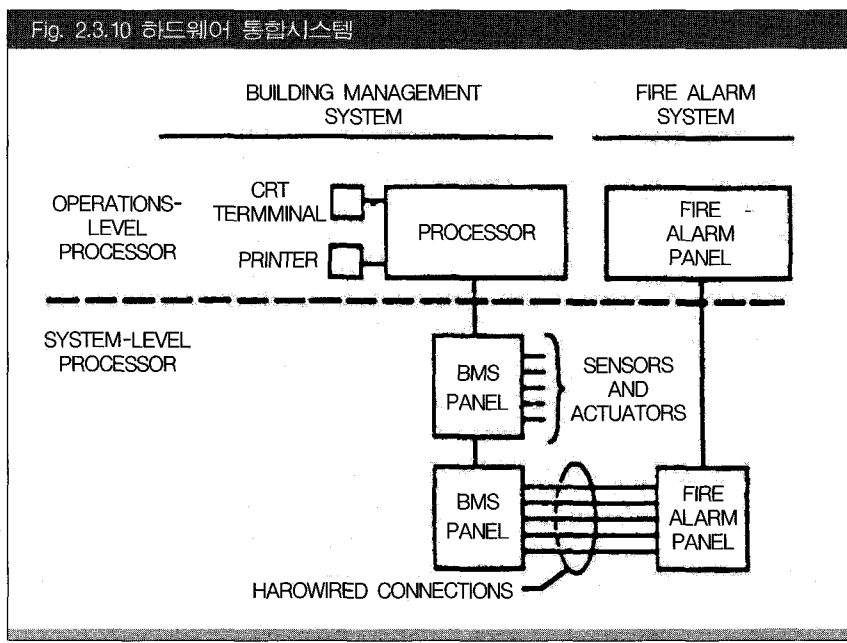 Fig. 2.3.10 하드웨어 통합시스템
BUILDING MANAGEMENT
SYSTEM
FIRE ALARM
SYSTEM
OPERATIONS-
LEVEL
PROCESSOR
CRT
TERMMINAL
PRINTER
PROCESSOR
FIRE
ALARM
PANEL
SYSTEM-LEVEL
PROCESSOR
BMS
PANEL
SENSORS
AND
ACTUATORS
BMS
PANEL
FIRE
ALARM
PANEL
HAROWIRED CONNECTIONS